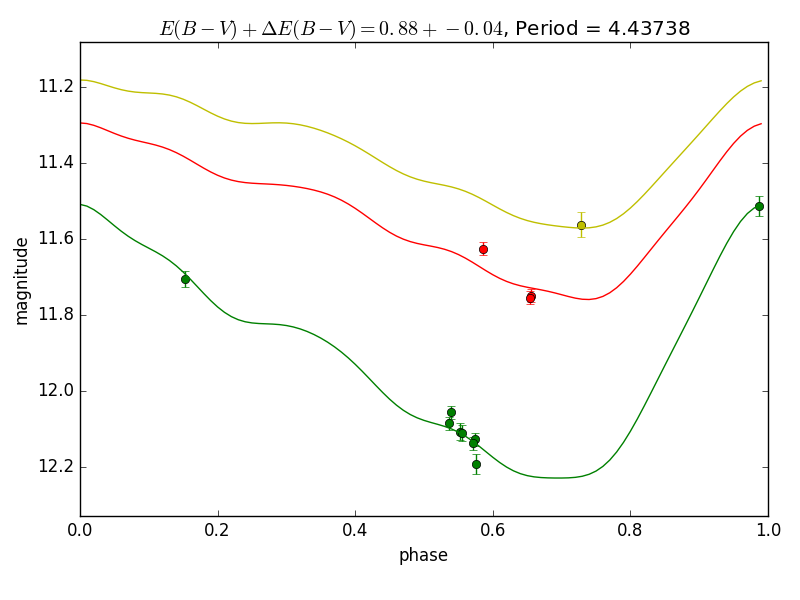 E(B − V) + ΔE(B − V) = 0.88 + −0.04, Period = 4.43738
11.2
11.4
11.6
11.8
12.0
12.2
magnitude
0.0 0.2 0.4 0.6 0.8 1.0
phase